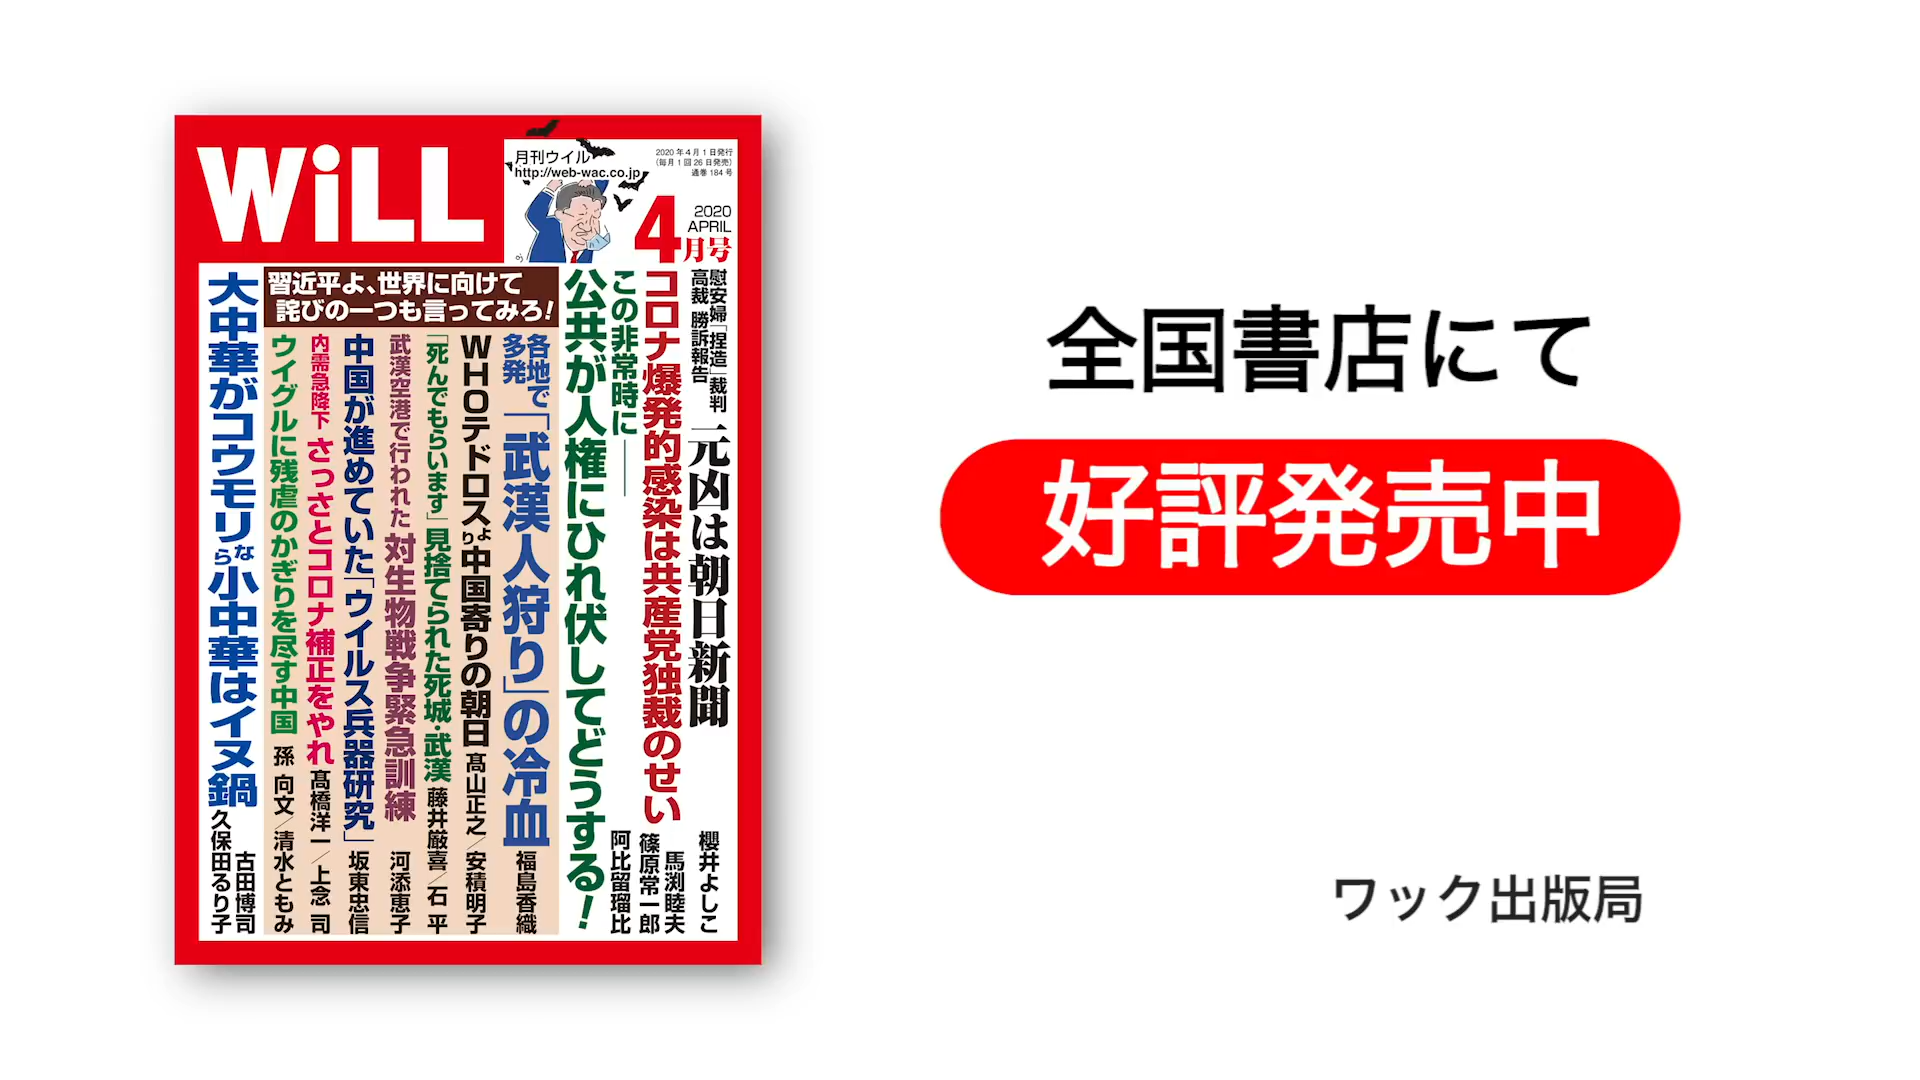 WiLL
月刊ウイル
http://web-wac.co.jp
2020年4月1日発行
(毎月1回26日発売)
通巻184号
2020
APRIL
4月号
慰安婦「捏造」裁判
高裁 勝訴報告
元凶は朝日新聞
櫻井よしこ
コロナ爆発的感染は共産党独裁のせい
馬渕睦夫
篠原常一郎
この非常時に――
公共が人権にひれ伏してどうする!
阿比留瑠比
習近平よ、世界に向けて
詫びの一つも言ってみろ!
各地で
多発
「武漢人狩り」の冷血
福島香織
WHOテドロスより中国寄りの朝日
髙山正之/安積明子
「死んでもらいます」見捨てられた死城・武漢
藤井厳喜/石 平
武漢空港で行われた対生物戦争緊急訓練
河添恵子
中国が進めていた「ウイルス兵器研究」
坂東忠信
内需急降下 さっさとコロナ補正をやれ
髙橋洋一/上念 司
ウイグルに残虐のかぎりを尽す中国
孫 向文/清水ともみ
大中華がコウモリなら小中華はイヌ鍋
古田博司
久保田るり子
全国書店にて
好評発売中
ワック出版局